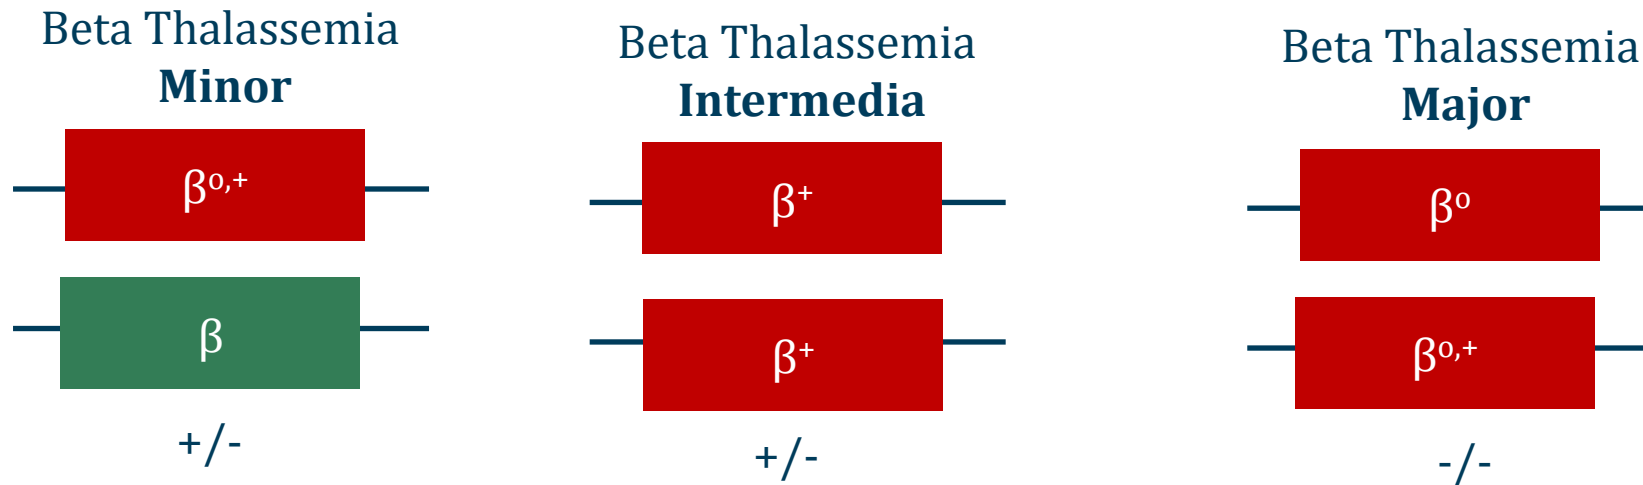 Beta Thalassemia
Minor
β⁰,⁺
β
+/-
Beta Thalassemia
Intermedia
β⁺
β⁺
+/-
Beta Thalassemia
Major
β⁰
β⁰,⁺
-/-